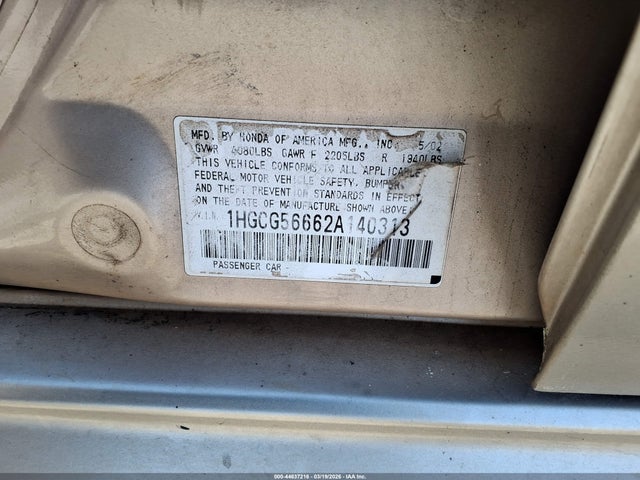 MFD. BY HONDA OF AMERICA MFG., INC. 5/02
GVWR 4080LBS GAWR F 2205LBS R 1940LBS
THIS VEHICLE CONFORMS TO ALL APPLICABLE
FEDERAL MOTOR VEHICLE SAFETY, BUMPER,
AND THEFT PREVENTION STANDARDS IN EFFECT
ON THE DATE OF MANUFACTURE SHOWN ABOVE.
V.I.N. 1HGCG56662A140313
PASSENGER CAR
000-44637216 - 03/19/2026 - IAA Inc.